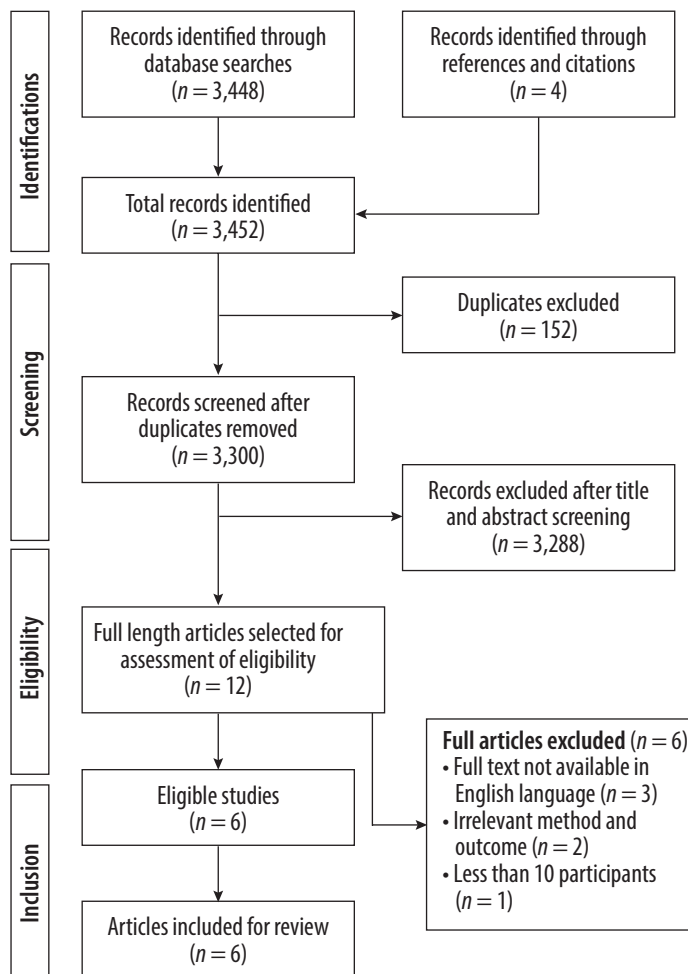 Identifications
Records identified through
database searches
(n = 3,448)
Records identified through
references and citations
(n = 4)
Total records identified
(n = 3,452)
Screening
Duplicates excluded
(n = 152)
Records screened after
duplicates removed
(n = 3,300)
Records excluded after title
and abstract screening
(n = 3,288)
Eligibility
Full length articles selected for
assessment of eligibility
(n = 12)
Full articles excluded (n = 6)
• Full text not available in
English language (n = 3)
• Irrelevant method and
outcome (n = 2)
• Less than 10 participants
(n = 1)
Inclusion
Eligible studies
(n = 6)
Articles included for review
(n = 6)